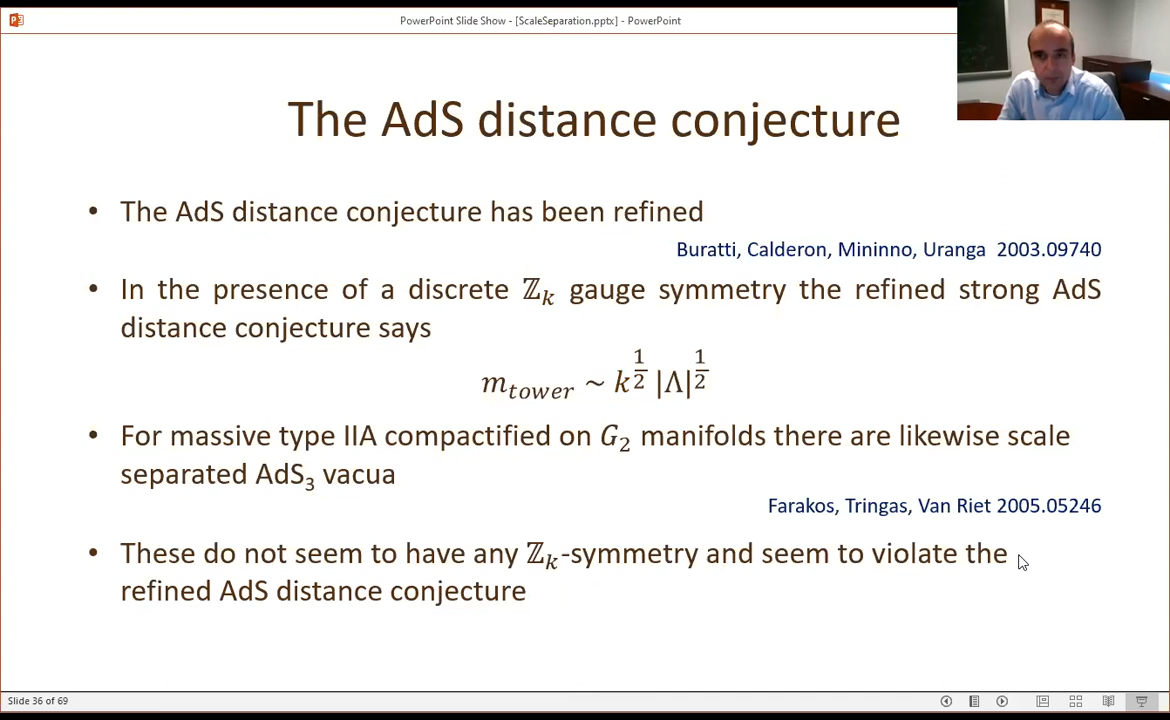 PowerPoint Slide Show - [ScaleSeparation.pptx] - PowerPoint
The AdS distance conjecture
• The AdS distance conjecture has been refined
Buratti, Calderon, Mininno, Uranga 2003.09740
• In the presence of a discrete ℤₖ gauge symmetry the refined strong AdS
distance conjecture says
m_tower ~ k^(1/2) |Λ|^(1/2)
• For massive type IIA compactified on G₂ manifolds there are likewise scale
separated AdS₃ vacua
Farakos, Tringas, Van Riet 2005.05246
• These do not seem to have any ℤₖ-symmetry and seem to violate the
refined AdS distance conjecture
Slide 36 of 69